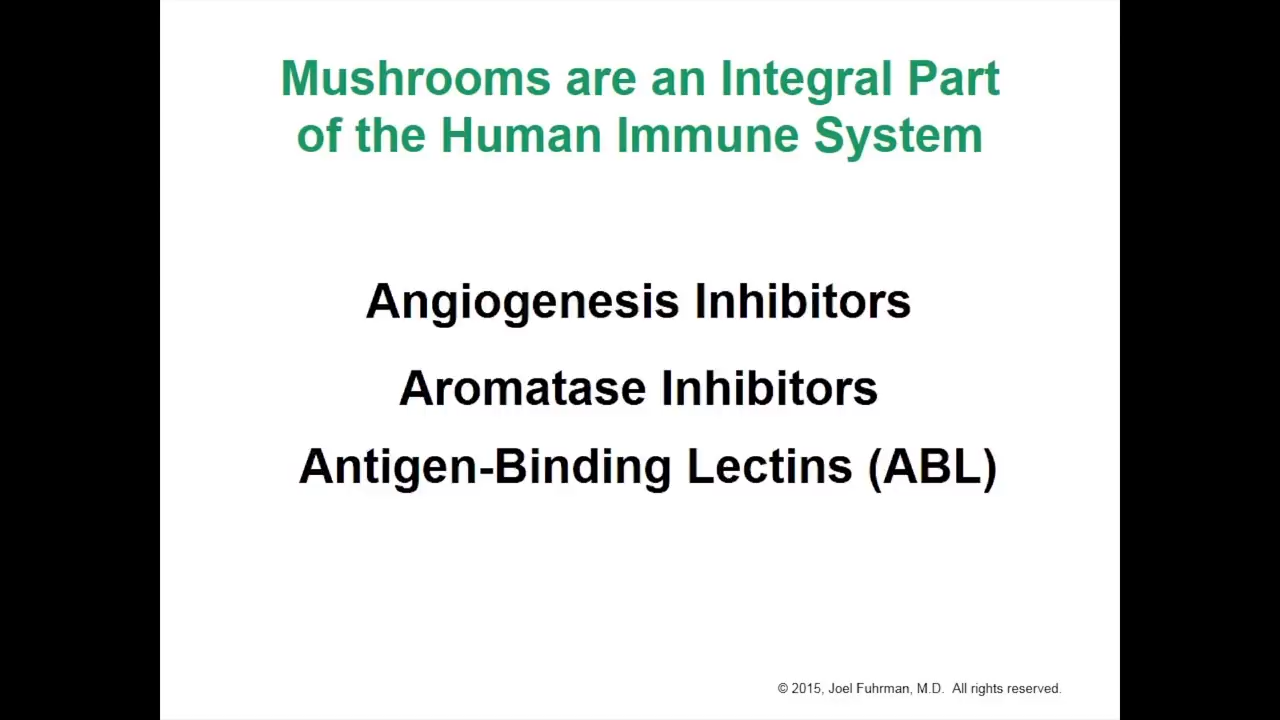 Mushrooms are an Integral Part
of the Human Immune System
Angiogenesis Inhibitors
Aromatase Inhibitors
Antigen-Binding Lectins (ABL)
© 2015, Joel Fuhrman, M.D. All rights reserved.